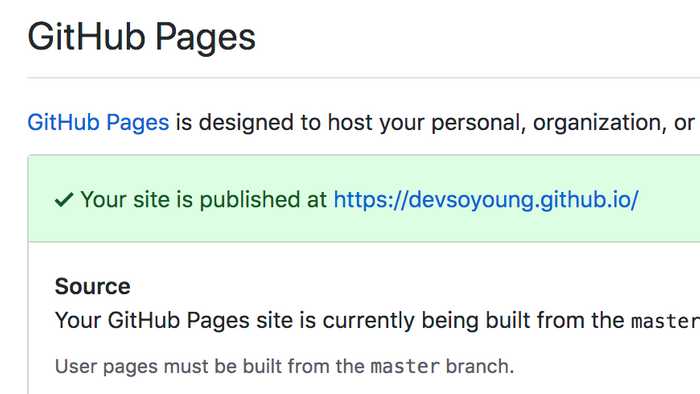 GitHub Pages
GitHub Pages is designed to host your personal, organization, or
✓ Your site is published at https://devsoyoung.github.io/
Source
Your GitHub Pages site is currently being built from the master
User pages must be built from the master branch.